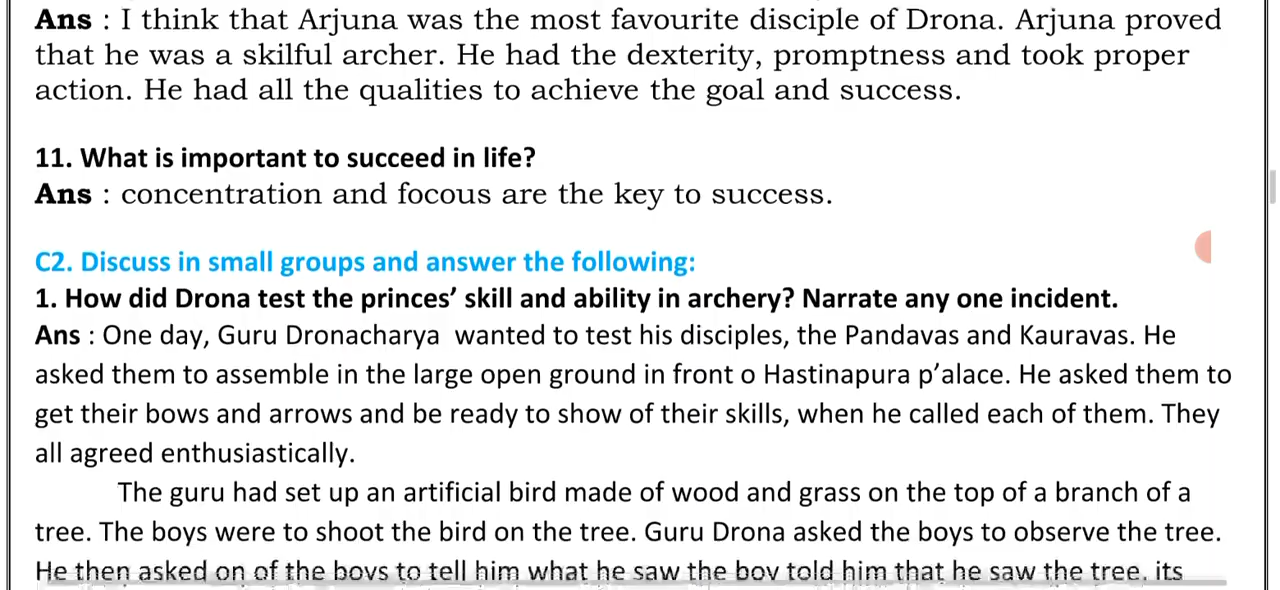 Ans : I think that Arjuna was the most favourite disciple of Drona. Arjuna proved
that he was a skilful archer. He had the dexterity, promptness and took proper
action. He had all the qualities to achieve the goal and success.
11. What is important to succeed in life?
Ans : concentration and focous are the key to success.
C2. Discuss in small groups and answer the following:
1. How did Drona test the princes’ skill and ability in archery? Narrate any one incident.
Ans : One day, Guru Dronacharya wanted to test his disciples, the Pandavas and Kauravas. He
asked them to assemble in the large open ground in front o Hastinapura p’alace. He asked them to
get their bows and arrows and be ready to show of their skills, when he called each of them. They
all agreed enthusiastically.
The guru had set up an artificial bird made of wood and grass on the top of a branch of a
tree. The boys were to shoot the bird on the tree. Guru Drona asked the boys to observe the tree.
He then asked on of the boys to tell him what he saw the boy told him that he saw the tree, its